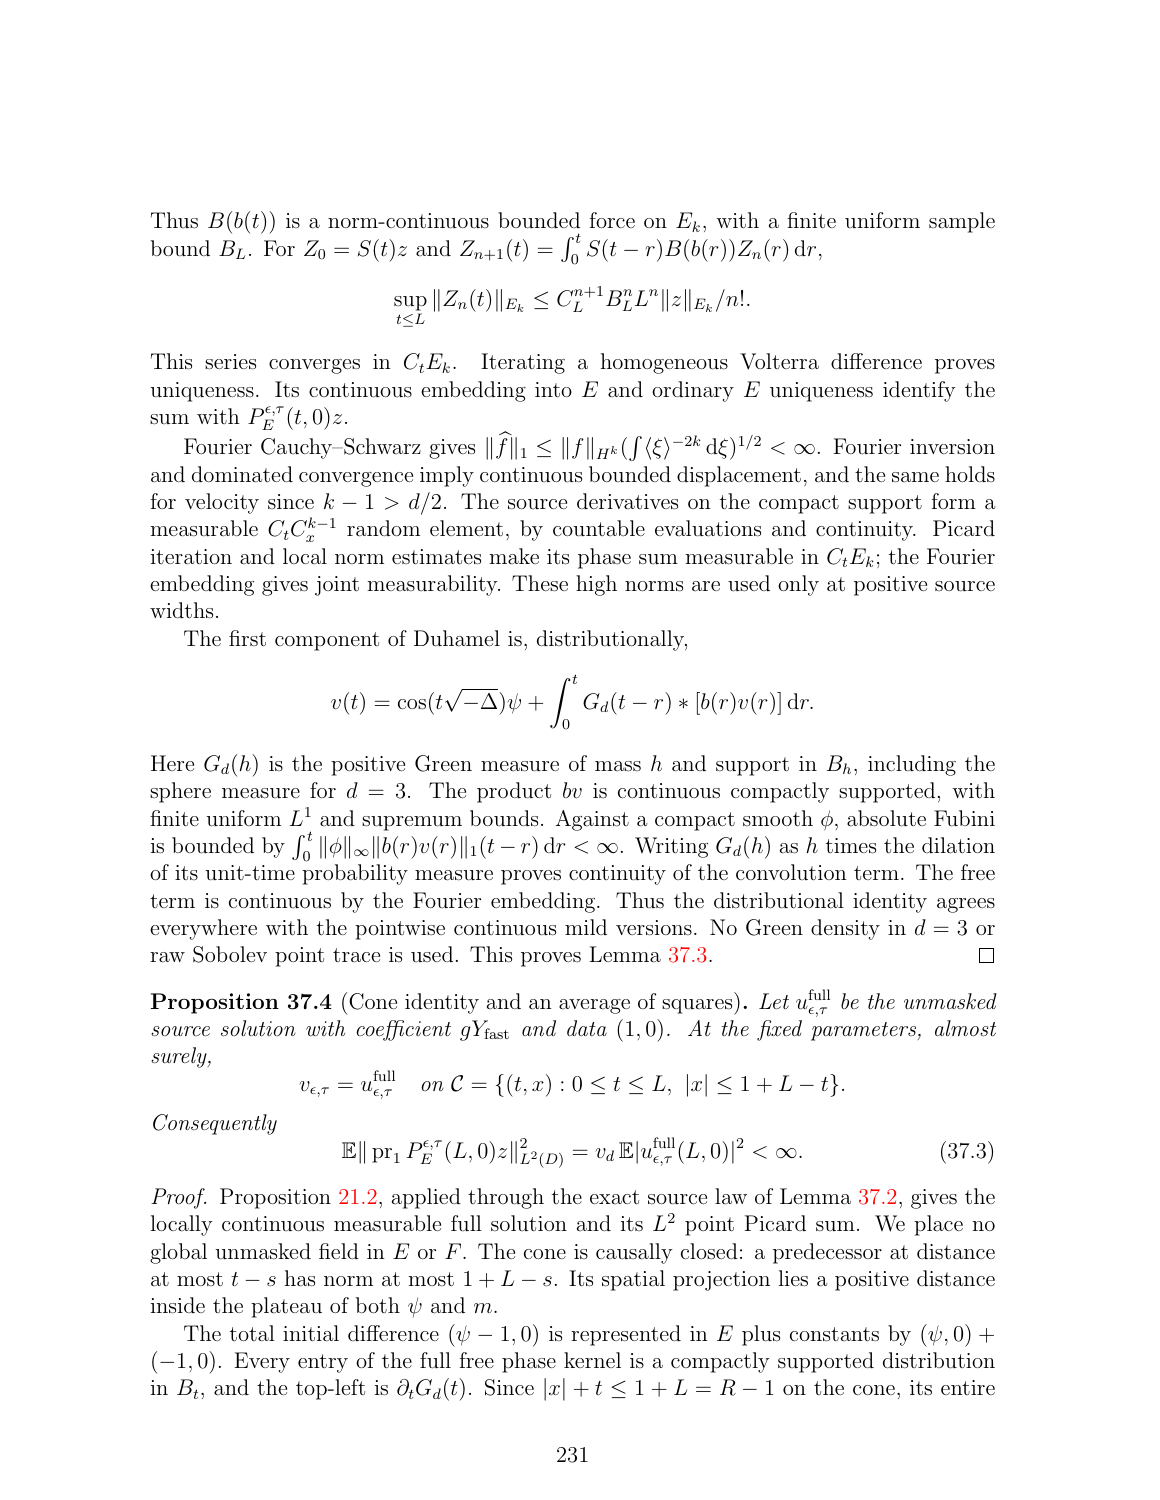 Thus $B(b(t))$ is a norm-continuous bounded force on $E_k$, with a finite uniform sample
bound $B_L$. For $Z_0 = S(t)z$ and $Z_{n+1}(t) = \int_0^t S(t-r)B(b(r))Z_n(r)\,\mathrm{d}r$,
$\sup_{t\le L} \|Z_n(t)\|_{E_k} \le C_L^{n+1} B_L^n L^n \|z\|_{E_k}/n!.$
This series converges in $C_tE_k$. Iterating a homogeneous Volterra difference proves
uniqueness. Its continuous embedding into $E$ and ordinary $E$ uniqueness identify the
sum with $P_E^{\epsilon,\tau}(t,0)z$.
Fourier Cauchy–Schwarz gives $\|\widehat{f}\|_1 \le \|f\|_{H^k}(\int \langle\xi\rangle^{-2k}\,\mathrm{d}\xi)^{1/2} < \infty$. Fourier inversion
and dominated convergence imply continuous bounded displacement, and the same holds
for velocity since $k-1 > d/2$. The source derivatives on the compact support form a
measurable $C_tC_x^{k-1}$ random element, by countable evaluations and continuity. Picard
iteration and local norm estimates make its phase sum measurable in $C_tE_k$; the Fourier
embedding gives joint measurability. These high norms are used only at positive source
widths.
The first component of Duhamel is, distributionally,
$v(t) = \cos(t\sqrt{-\Delta})\psi + \int_0^t G_d(t-r) * [b(r)v(r)]\,\mathrm{d}r.$
Here $G_d(h)$ is the positive Green measure of mass $h$ and support in $B_h$, including the
sphere measure for $d = 3$. The product $bv$ is continuous compactly supported, with
finite uniform $L^1$ and supremum bounds. Against a compact smooth $\phi$, absolute Fubini
is bounded by $\int_0^t \|\phi\|_\infty \|b(r)v(r)\|_1(t-r)\,\mathrm{d}r < \infty$. Writing $G_d(h)$ as $h$ times the dilation
of its unit-time probability measure proves continuity of the convolution term. The free
term is continuous by the Fourier embedding. Thus the distributional identity agrees
everywhere with the pointwise continuous mild versions. No Green density in $d = 3$ or
raw Sobolev point trace is used. This proves Lemma 37.3. □
**Proposition 37.4** (Cone identity and an average of squares)**.** *Let $u_{\epsilon,\tau}^{\mathrm{full}}$ be the unmasked*
*source solution with coefficient $gY_{\mathrm{fast}}$ and data $(1,0)$. At the fixed parameters, almost*
*surely,*
$v_{\epsilon,\tau} = u_{\epsilon,\tau}^{\mathrm{full}}$ *on* $\mathcal{C} = \{(t,x) : 0 \le t \le L,\ |x| \le 1 + L - t\}.$
*Consequently*
$\mathbb{E}\|\operatorname{pr}_1 P_E^{\epsilon,\tau}(L,0)z\|_{L^2(D)}^2 = v_d\,\mathbb{E}|u_{\epsilon,\tau}^{\mathrm{full}}(L,0)|^2 < \infty.$ (37.3)
*Proof.* Proposition 21.2, applied through the exact source law of Lemma 37.2, gives the
locally continuous measurable full solution and its $L^2$ point Picard sum. We place no
global unmasked field in $E$ or $F$. The cone is causally closed: a predecessor at distance
at most $t-s$ has norm at most $1+L-s$. Its spatial projection lies a positive distance
inside the plateau of both $\psi$ and $m$.
The total initial difference $(\psi-1,0)$ is represented in $E$ plus constants by $(\psi,0)+$
$(-1,0)$. Every entry of the full free phase kernel is a compactly supported distribution
in $B_t$, and the top-left is $\partial_tG_d(t)$. Since $|x|+t \le 1+L = R-1$ on the cone, its entire
231